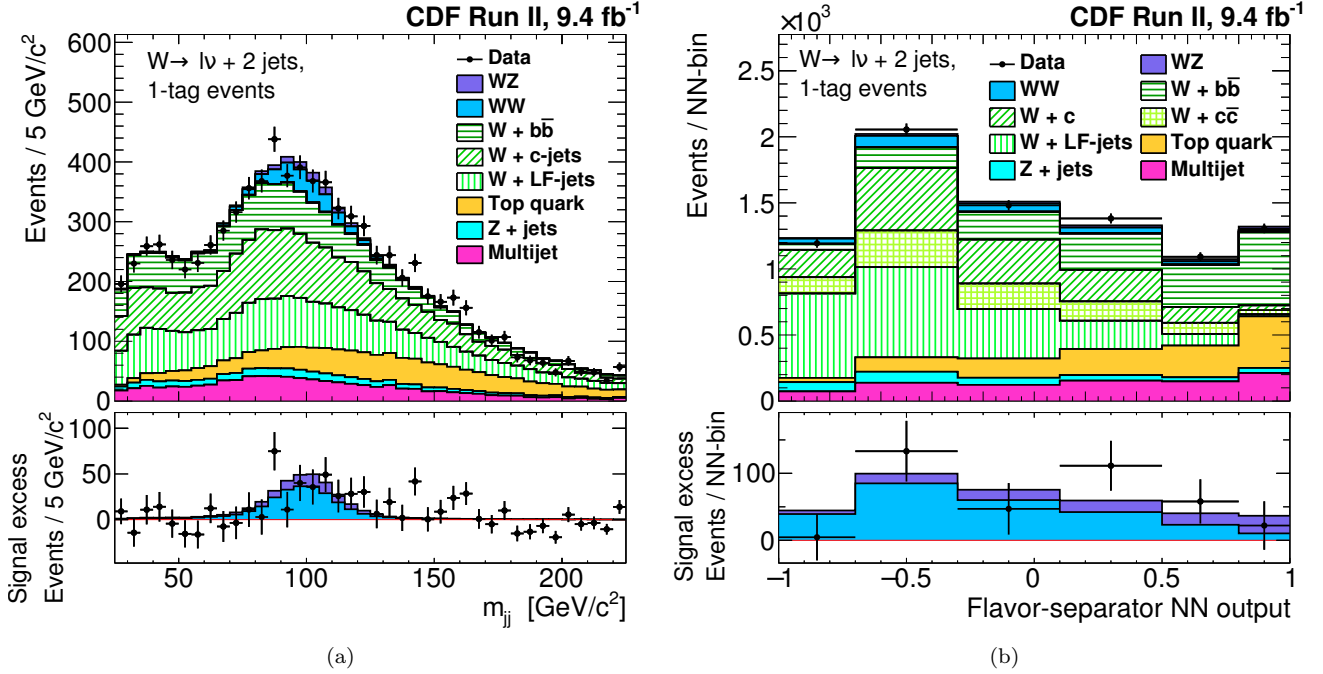 CDF Run II, 9.4 fb⁻¹
W→ lν + 2 jets,
1-tag events
Data
WZ
WW
W + bb̅
W + c-jets
W + LF-jets
Top quark
Z + jets
Multijet
Events / 5 GeV/c²
600
500
400
300
200
100
0
Signal excess
Events / 5 GeV/c²
100
50
0
50 100 150 200
m_jj [GeV/c²]
(a)
×10³
CDF Run II, 9.4 fb⁻¹
W→ lν + 2 jets,
1-tag events
Data WZ
WW W + bb̅
W + c W + cc̅
W + LF-jets Top quark
Z + jets Multijet
Events / NN-bin
2.5
2
1.5
1
0.5
0
Signal excess
Events / NN-bin
100
0
−1 −0.5 0 0.5 1
Flavor-separator NN output
(b)